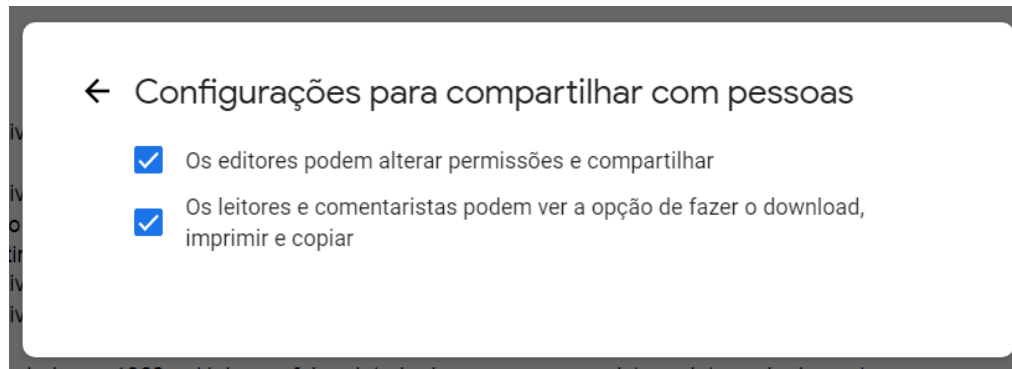 Configurações para compartilhar com pessoas
Os editores podem alterar permissões e compartilhar
Os leitores e comentaristas podem ver a opção de fazer o download,
imprimir e copiar